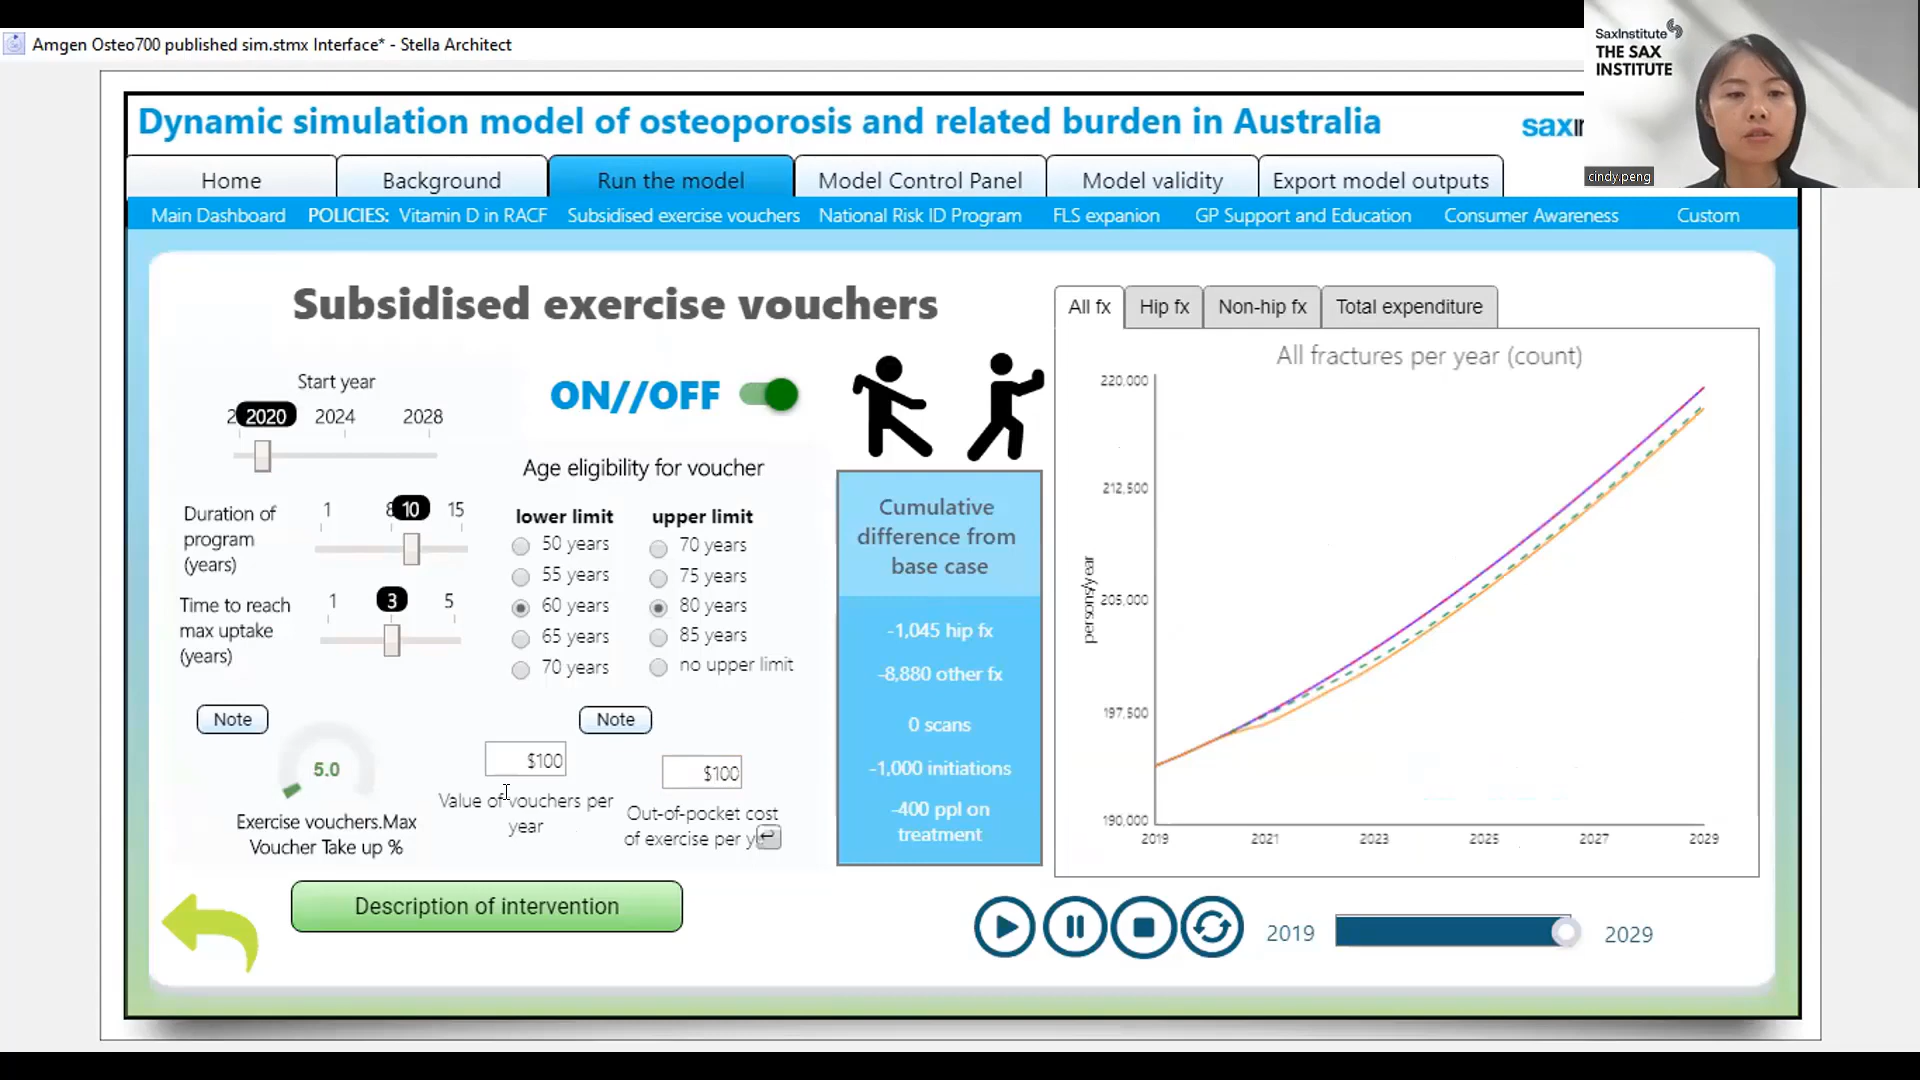 Amgen Osteo700 published sim.stmx Interface* - Stella Architect
SaxInstitute
THE SAX
INSTITUTE
cindy.peng
Dynamic simulation model of osteoporosis and related burden in Australia
Home
Background
Run the model
Model Control Panel
Model validity
Export model outputs
Main Dashboard
POLICIES:
Vitamin D in RACF
Subsidised exercise vouchers
National Risk ID Program
FLS expanion
GP Support and Education
Consumer Awareness
Custom
Subsidised exercise vouchers
Start year
2020
2024
2028
ON//OFF
Duration of
program
(years)
1
8
10
15
Time to reach
max uptake
(years)
1
3
5
Age eligibility for voucher
lower limit
50 years
55 years
60 years
65 years
70 years
upper limit
70 years
75 years
80 years
85 years
no upper limit
Note
Note
5.0
Exercise vouchers.Max
Voucher Take up %
$100
Value of vouchers per
year
$100
Out-of-pocket cost
of exercise per
Description of intervention
Cumulative
difference from
base case
-1,045 hip fx
-8,880 other fx
0 scans
-1,000 initiations
-400 ppl on
treatment
All fx
Hip fx
Non-hip fx
Total expenditure
All fractures per year (count)
persons/year
220,000
212,500
205,000
197,500
190,000
2019
2021
2023
2025
2027
2029
2019
2029